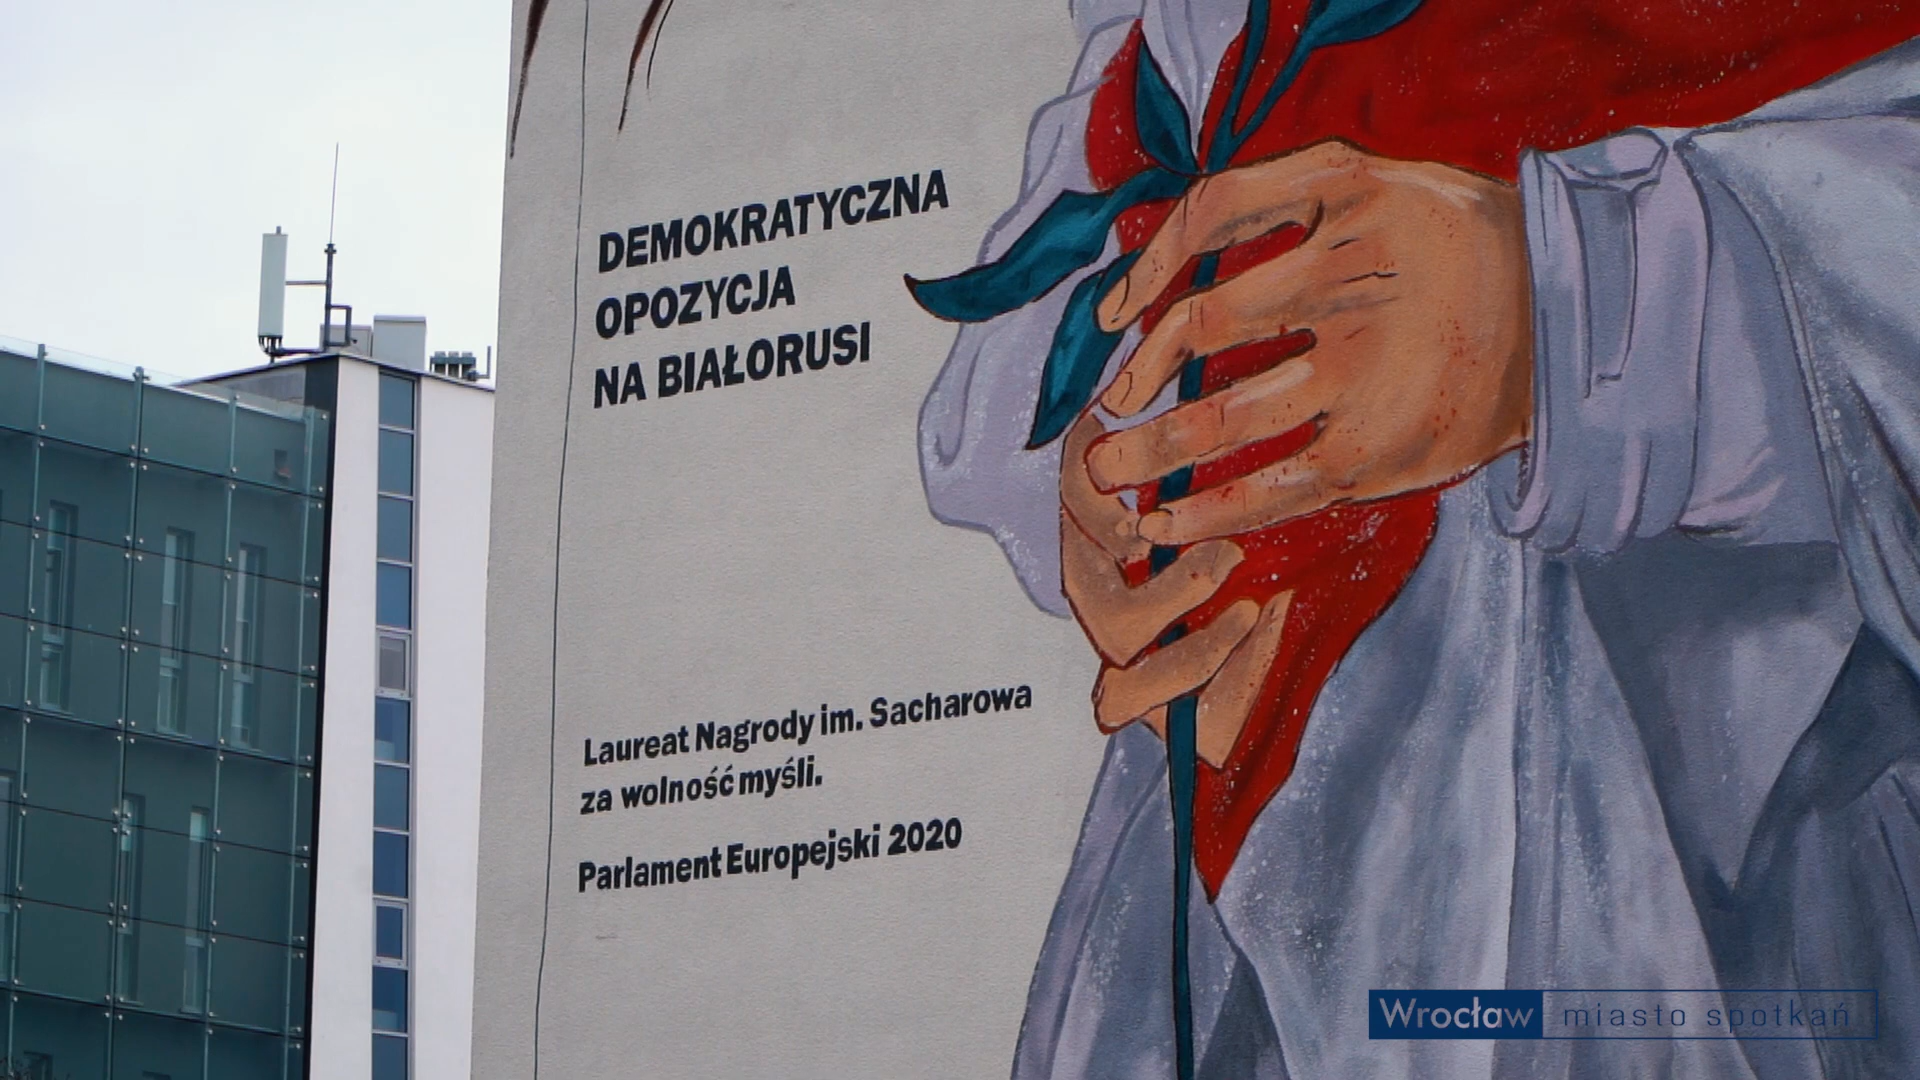 DEMOKRATYCZNA
OPOZYCJA
NA BIAŁORUSI
Laureat Nagrody im. Sacharowa
za wolność myśli.
Parlament Europejski 2020
Wrocław miasto spotkań